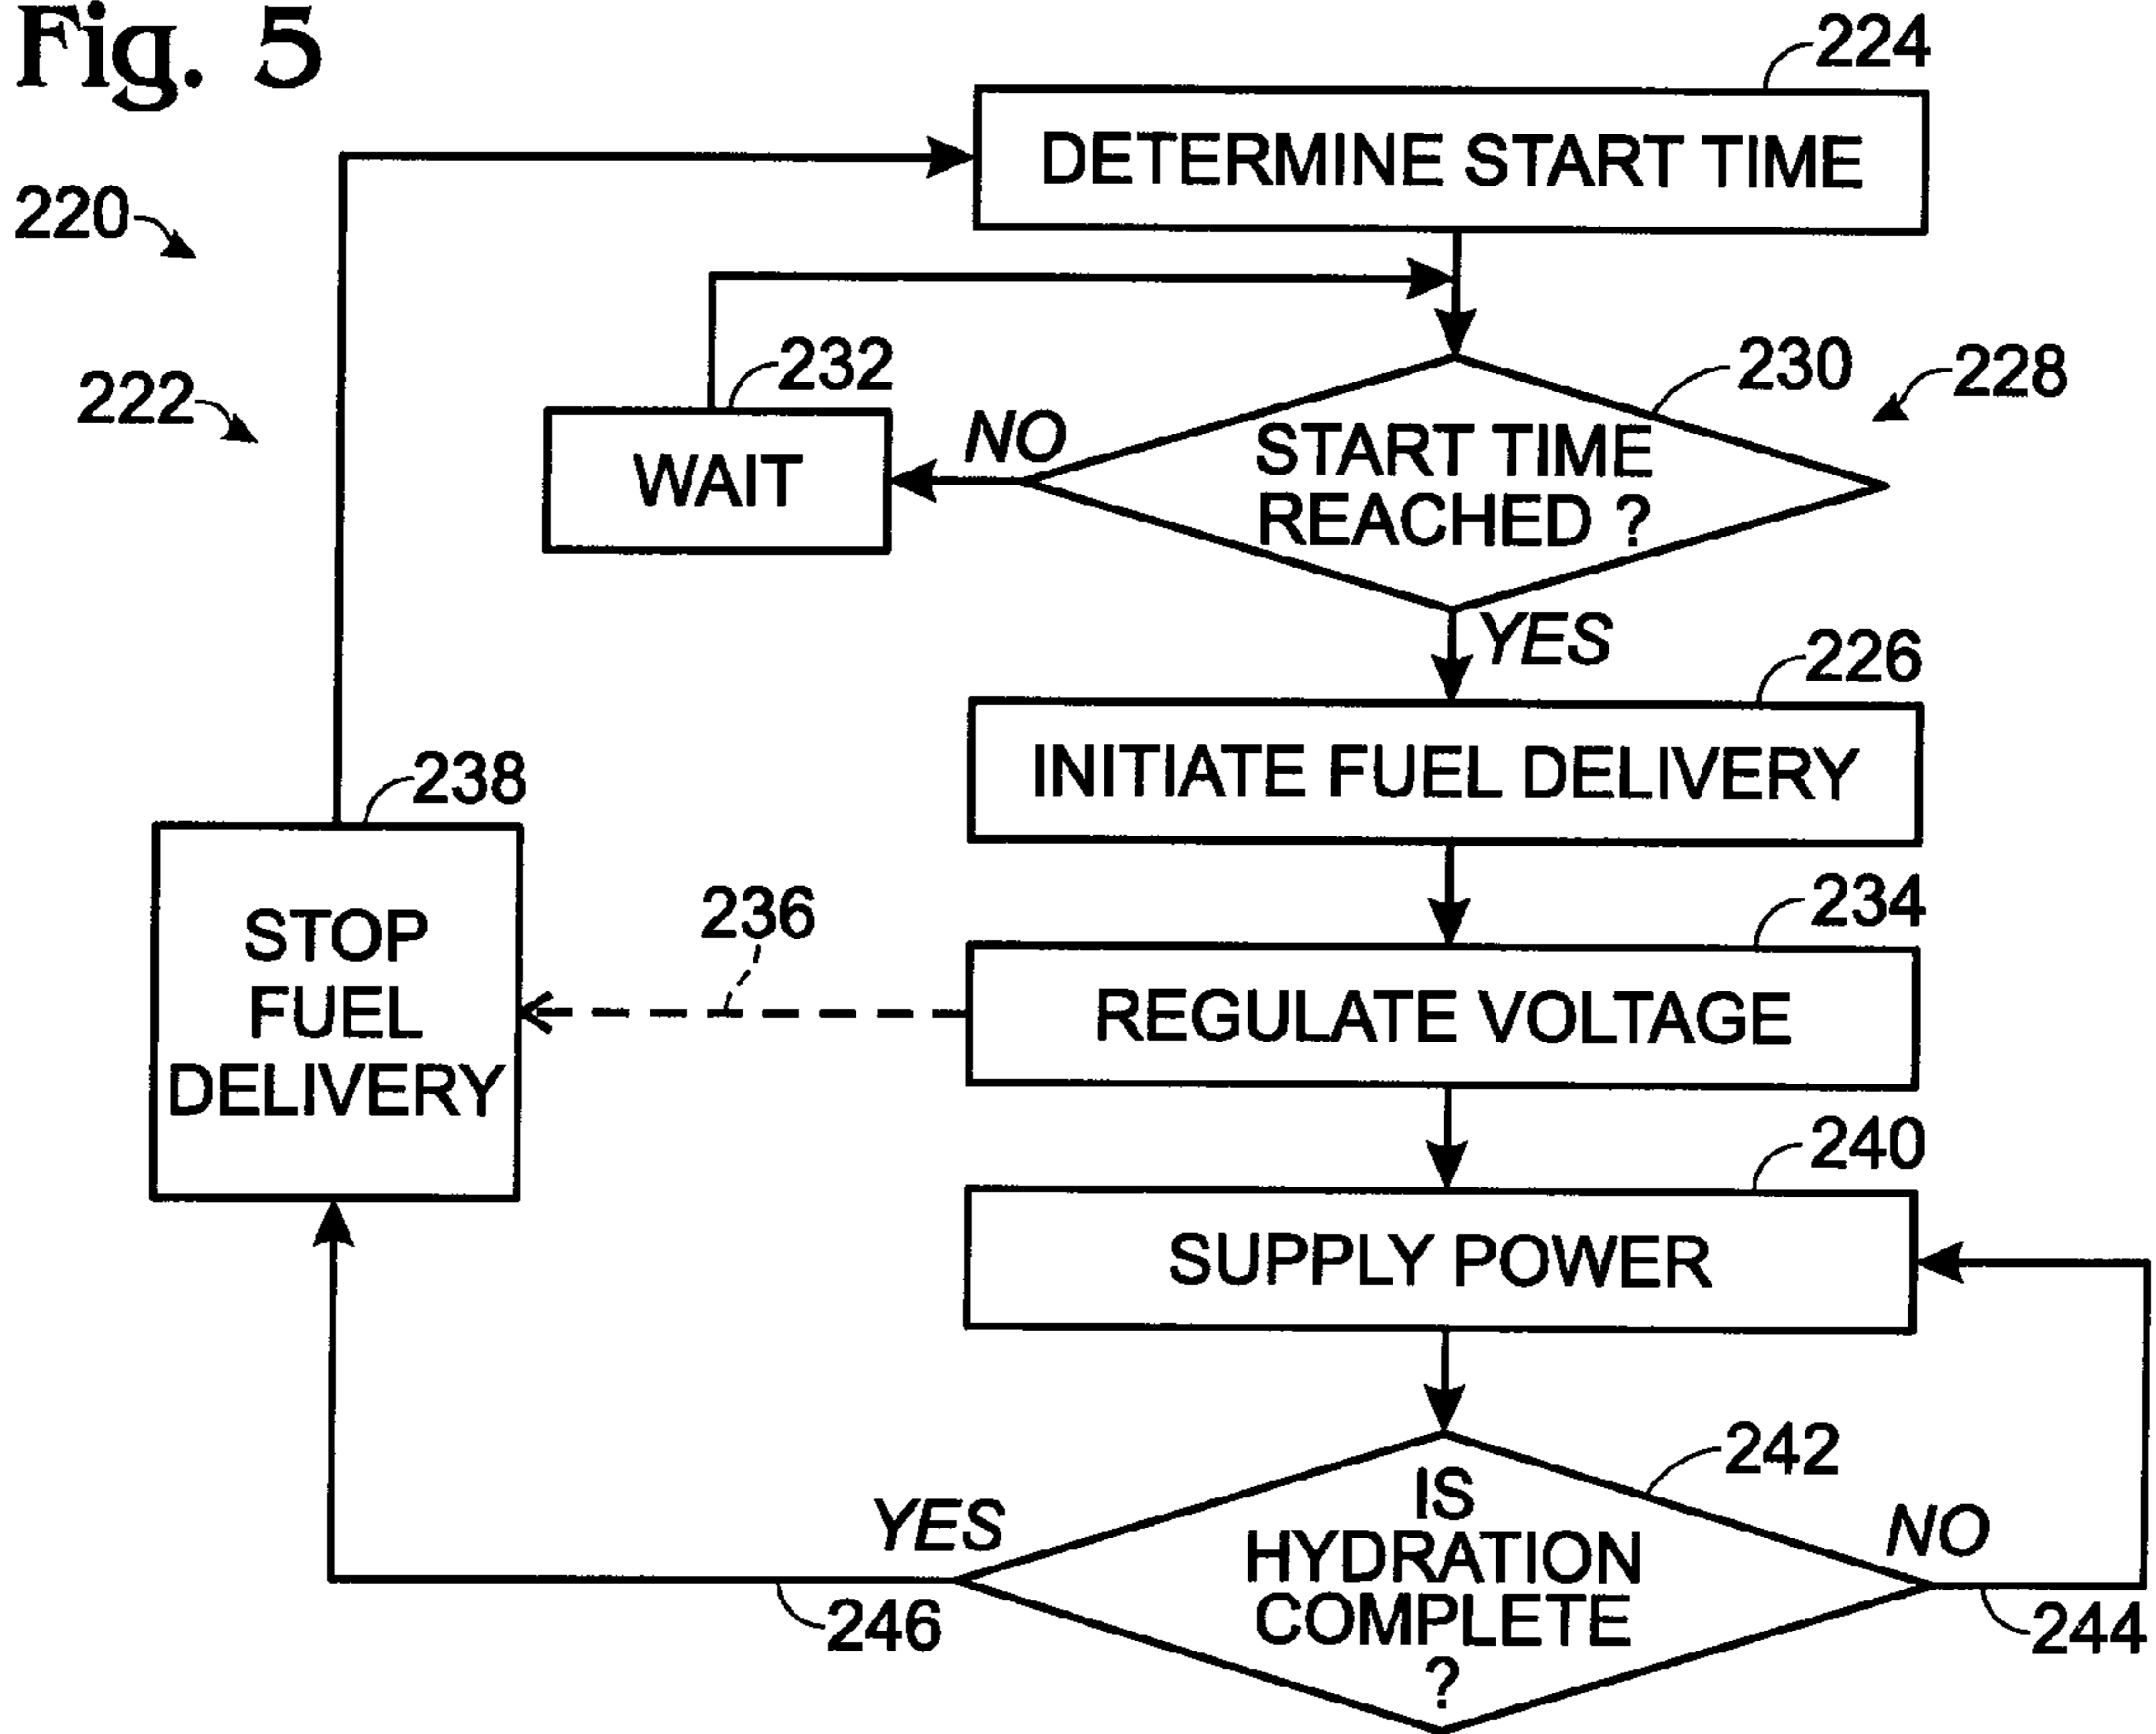 Fig. 5
224
DETERMINE START TIME
220
232
230
228
222
NO
START TIME
REACHED ?
WAIT
YES
226
INITIATE FUEL DELIVERY
238
234
236
STOP
FUEL
DELIVERY
REGULATE VOLTAGE
240
SUPPLY POWER
242
IS
HYDRATION
COMPLETE
?
YES
NO
246
244